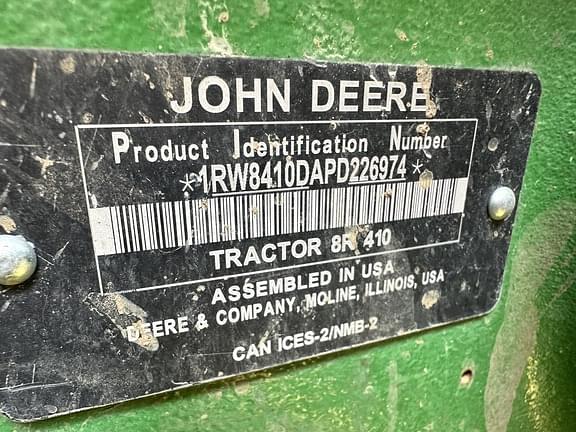 JOHN DEERE
Product Identification Number
*1RW8410DAPD226974*
TRACTOR 8R 410
ASSEMBLED IN USA
DEERE & COMPANY, MOLINE, ILLINOIS, USA
CAN ICES-2/NMB-2